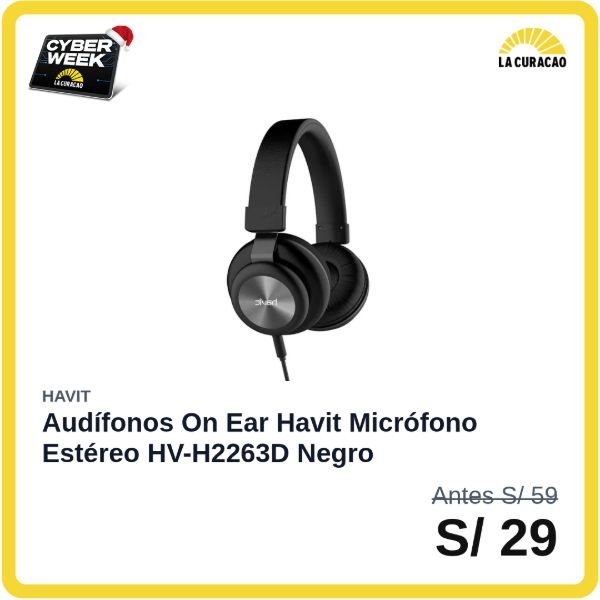 CYBER
WEEK
LA CURACAO
LA CURACAO
HAVIT
Audífonos On Ear Havit Micrófono
Estéreo HV-H2263D Negro
Antes S/ 59
S/ 29